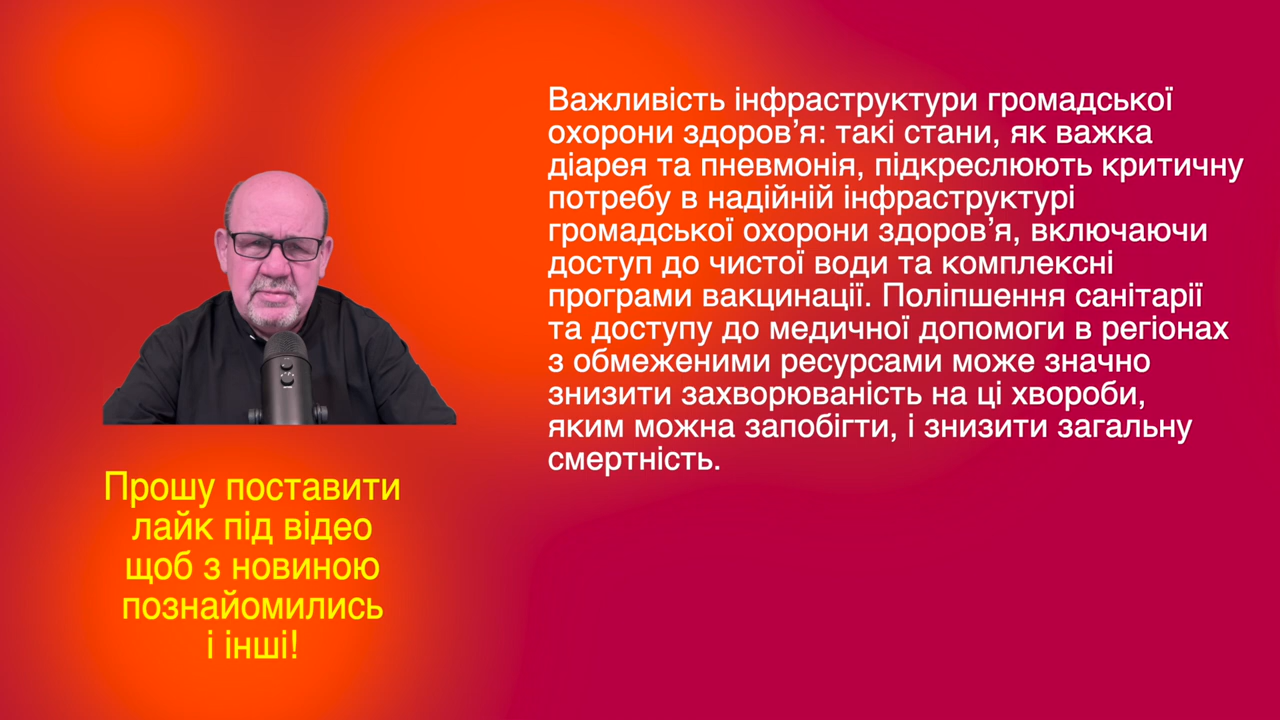 Важливість інфраструктури громадської
охорони здоров’я: такі стани, як важка
діарея та пневмонія, підкреслюють критичну
потребу в надійній інфраструктурі
громадської охорони здоров’я, включаючи
доступ до чистої води та комплексні
програми вакцинації. Поліпшення санітарії
та доступу до медичної допомоги в регіонах
з обмеженими ресурсами може значно
знизити захворюваність на ці хвороби,
яким можна запобігти, і знизити загальну
смертність.
Прошу поставити
лайк під відео
щоб з новиною
познайомились
і інші!